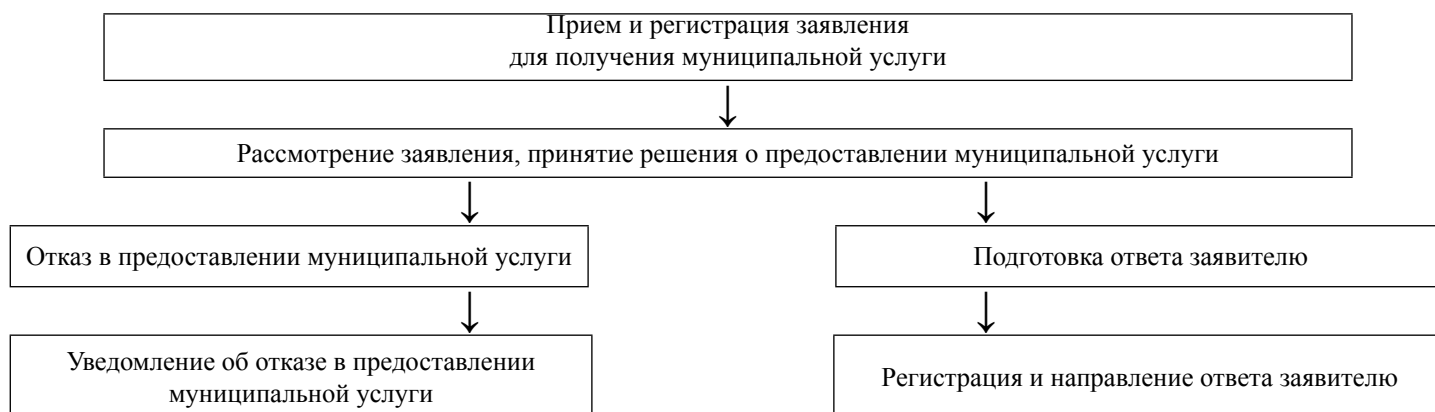 Прием и регистрация заявления
для получения муниципальной услуги
Рассмотрение заявления, принятие решения о предоставлении муниципальной услуги
Отказ в предоставлении муниципальной услуги
Подготовка ответа заявителю
Уведомление об отказе в предоставлении
муниципальной услуги
Регистрация и направление ответа заявителю